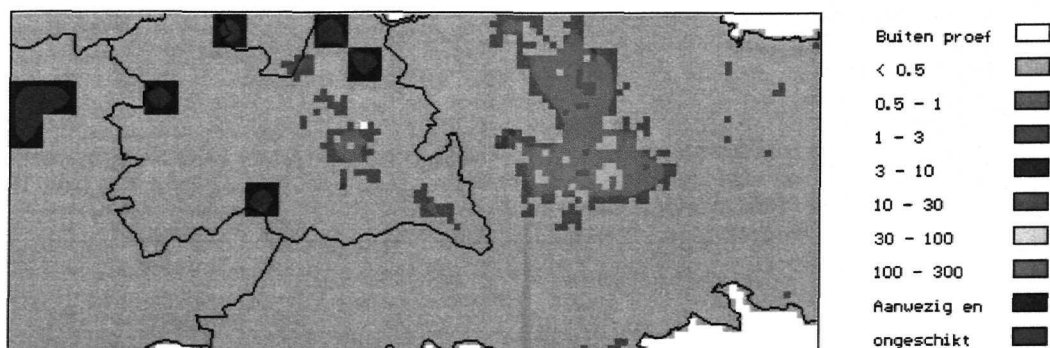 Buiten proef
< 0.5
0.5 - 1
1 - 3
3 - 10
10 - 30
30 - 100
100 - 300
Aanwezig en
ongeschikt